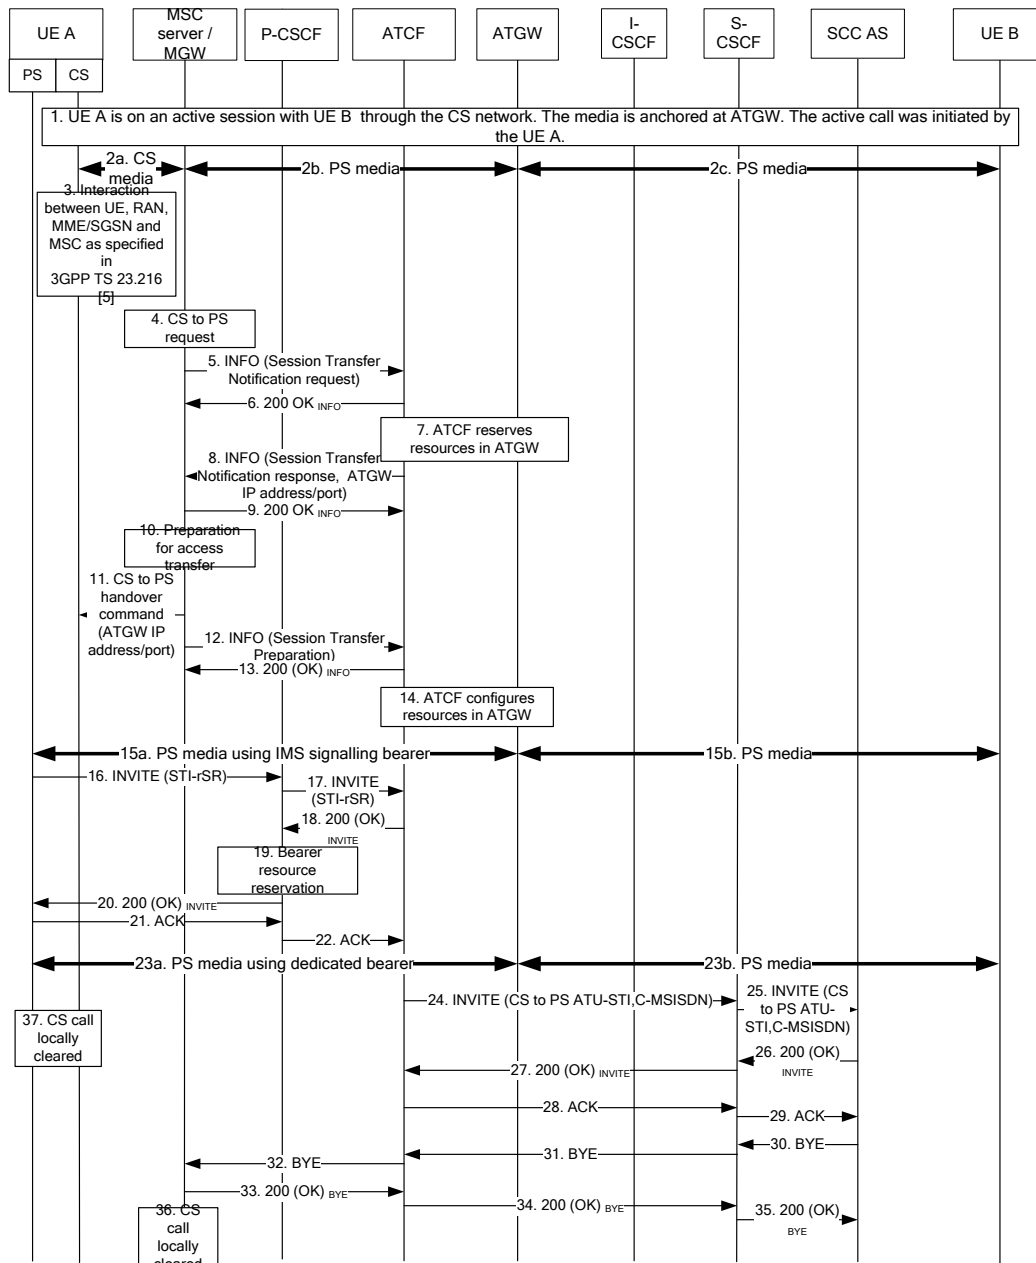 UE A
MSC
server /
MGW
P-CSCF
ATCF
ATGW
I-
CSCF
S-
CSCF
SCC AS
UE B
PS
CS
1. UE A is on an active session with UE B through the CS network. The media is anchored at ATGW. The active call was initiated by
the UE A.
2a. CS
media
2b. PS media
2c. PS media
3. Interaction
between UE, RAN,
MME/SGSN and
MSC as specified
in
3GPP TS 23.216
[5]
4. CS to PS
request
5. INFO (Session Transfer
Notification request)
6. 200 OK INFO
7. ATCF reserves
resources in ATGW
8. INFO (Session Transfer
Notification response, ATGW
IP address/port)
9. 200 OK INFO
10. Preparation
for access
transfer
11. CS to PS
handover
command
(ATGW IP
address/port)
12. INFO (Session Transfer
Preparation)
13. 200 (OK) INFO
14. ATCF configures
resources in ATGW
15a. PS media using IMS signalling bearer
15b. PS media
16. INVITE (STI-rSR)
17. INVITE
(STI-rSR)
18. 200 (OK)
INVITE
19. Bearer
resource
reservation
20. 200 (OK) INVITE
21. ACK
22. ACK
23a. PS media using dedicated bearer
23b. PS media
24. INVITE (CS to PS ATU-STI,C-MSISDN)
25. INVITE (CS
to PS ATU-
STI,C-MSISDN)
37. CS call
locally
cleared
26. 200 (OK)
INVITE
27. 200 (OK) INVITE
28. ACK
29. ACK
30. BYE
31. BYE
32. BYE
33. 200 (OK) BYE
34. 200 (OK) BYE
35. 200 (OK)
BYE
36. CS
call
locally
cleared